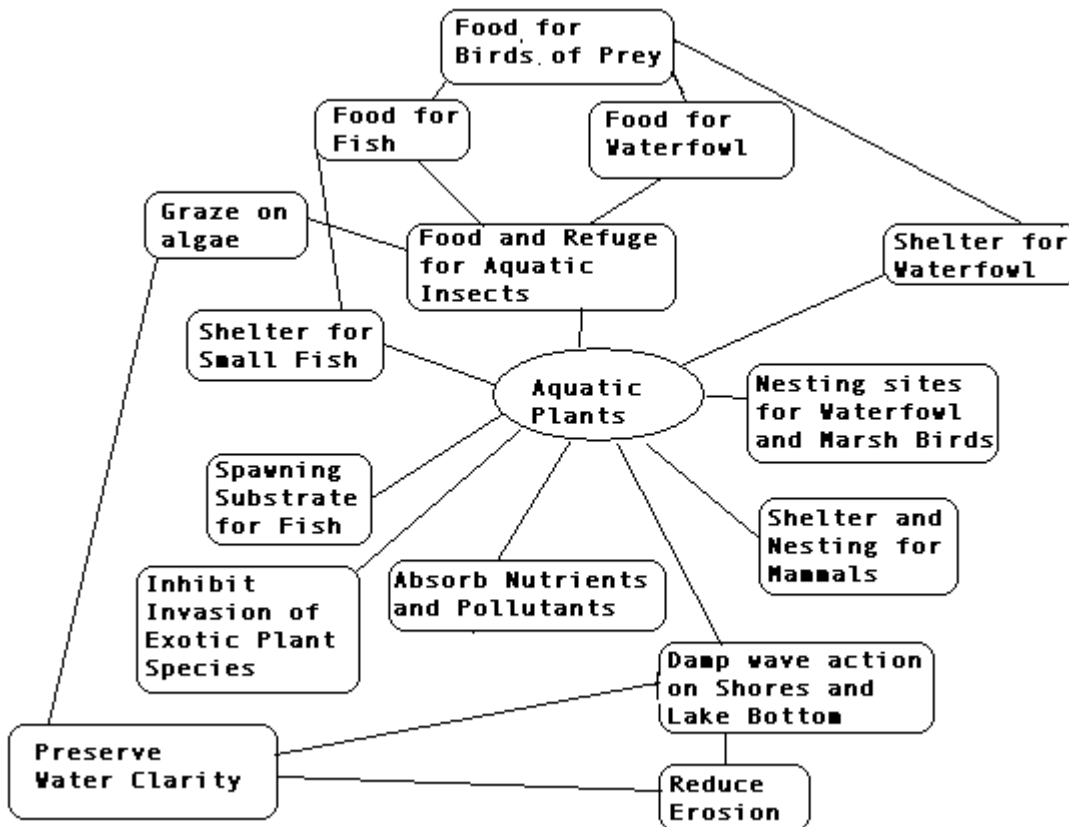 Food for
Birds of Prey
Food for
Fish
Food for
Waterfowl
Graze on
algae
Food and Refuge
for Aquatic
Insects
Shelter for
Waterfowl
Shelter for
Small Fish
Aquatic
Plants
Nesting sites
for Waterfowl
and Marsh Birds
Spawning
Substrate
for Fish
Shelter and
Nesting for
Mammals
Inhibit
Invasion of
Exotic Plant
Species
Absorb Nutrients
and Pollutants
Damp wave action
on Shores and
Lake Bottom
Preserve
Water Clarity
Reduce
Erosion